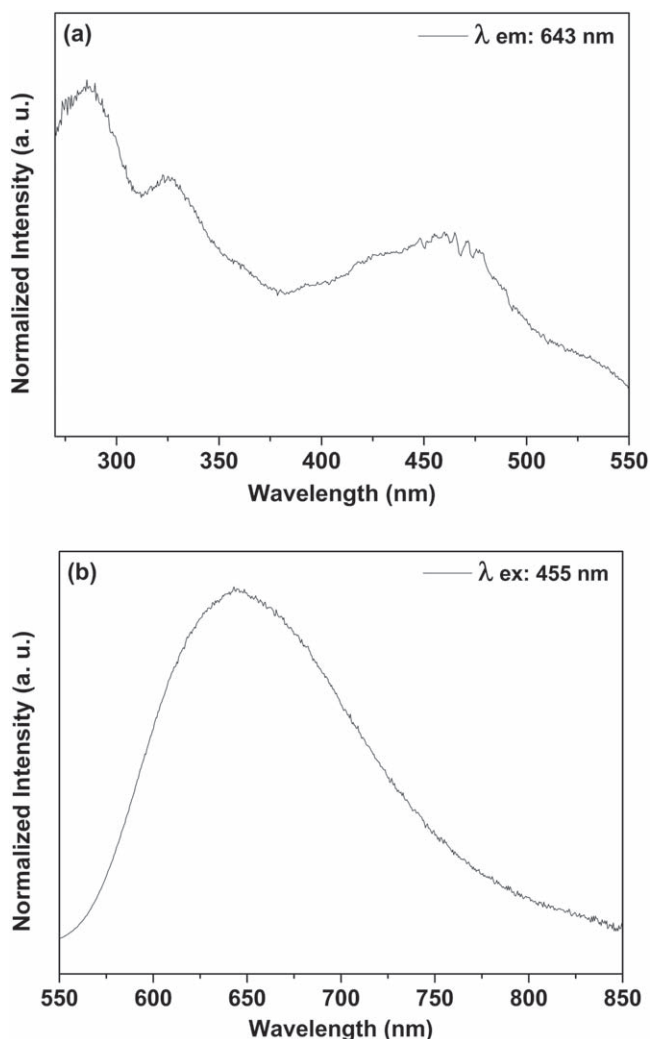 (a)
λ em: 643 nm
Normalized Intensity (a. u.)
300 350 400 450 500 550
Wavelength (nm)
(b)
λ ex: 455 nm
Normalized Intensity (a. u.)
550 600 650 700 750 800 850
Wavelength (nm)